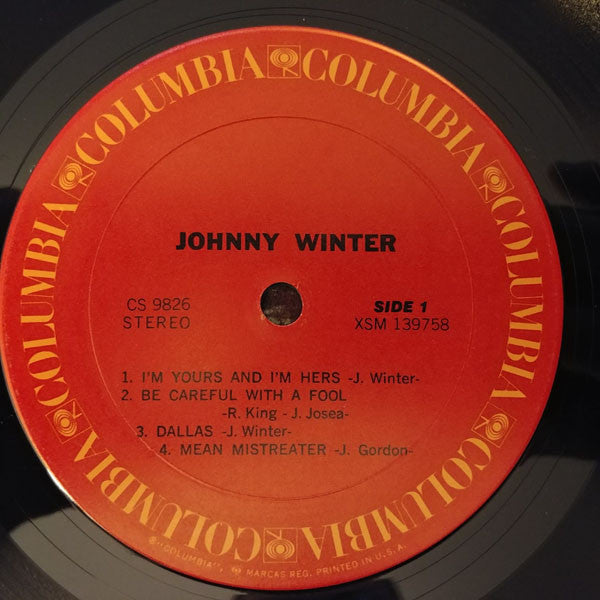 COLUMBIA COLUMBIA COLUMBIA COLUMBIA COLUMBIA COLUMBIA
JOHNNY WINTER
CS 9826
STEREO
SIDE 1
XSM 139758
1. I'M YOURS AND I'M HERS -J. Winter-
2. BE CAREFUL WITH A FOOL
-R. King - J. Josea-
3. DALLAS -J. Winter-
4. MEAN MISTREATER -J. Gordon-
® "COLUMBIA", MARCAS REG. PRINTED IN U.S.A.